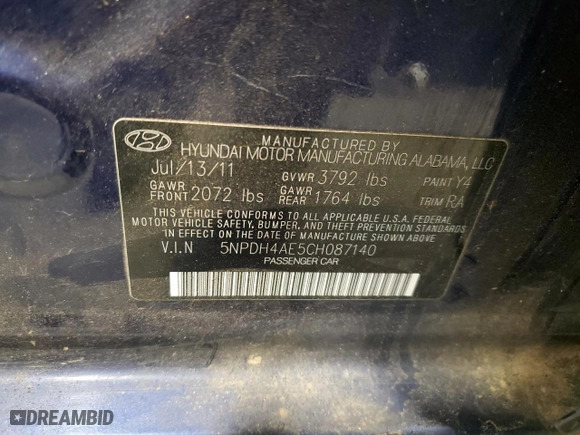 MANUFACTURED BY
HYUNDAI MOTOR MANUFACTURING ALABAMA, LLC
Jul/13/11 GVWR 3792 lbs PAINT Y4
GAWR FRONT 2072 lbs GAWR REAR 1764 lbs TRIM RA
THIS VEHICLE CONFORMS TO ALL APPLICABLE U.S.A. FEDERAL
MOTOR VEHICLE SAFETY, BUMPER, AND THEFT PREVENTION STANDARDS
IN EFFECT ON THE DATE OF MANUFACTURE SHOWN ABOVE.
V.I.N 5NPDH4AE5CH087140
PASSENGER CAR
DREAMBID